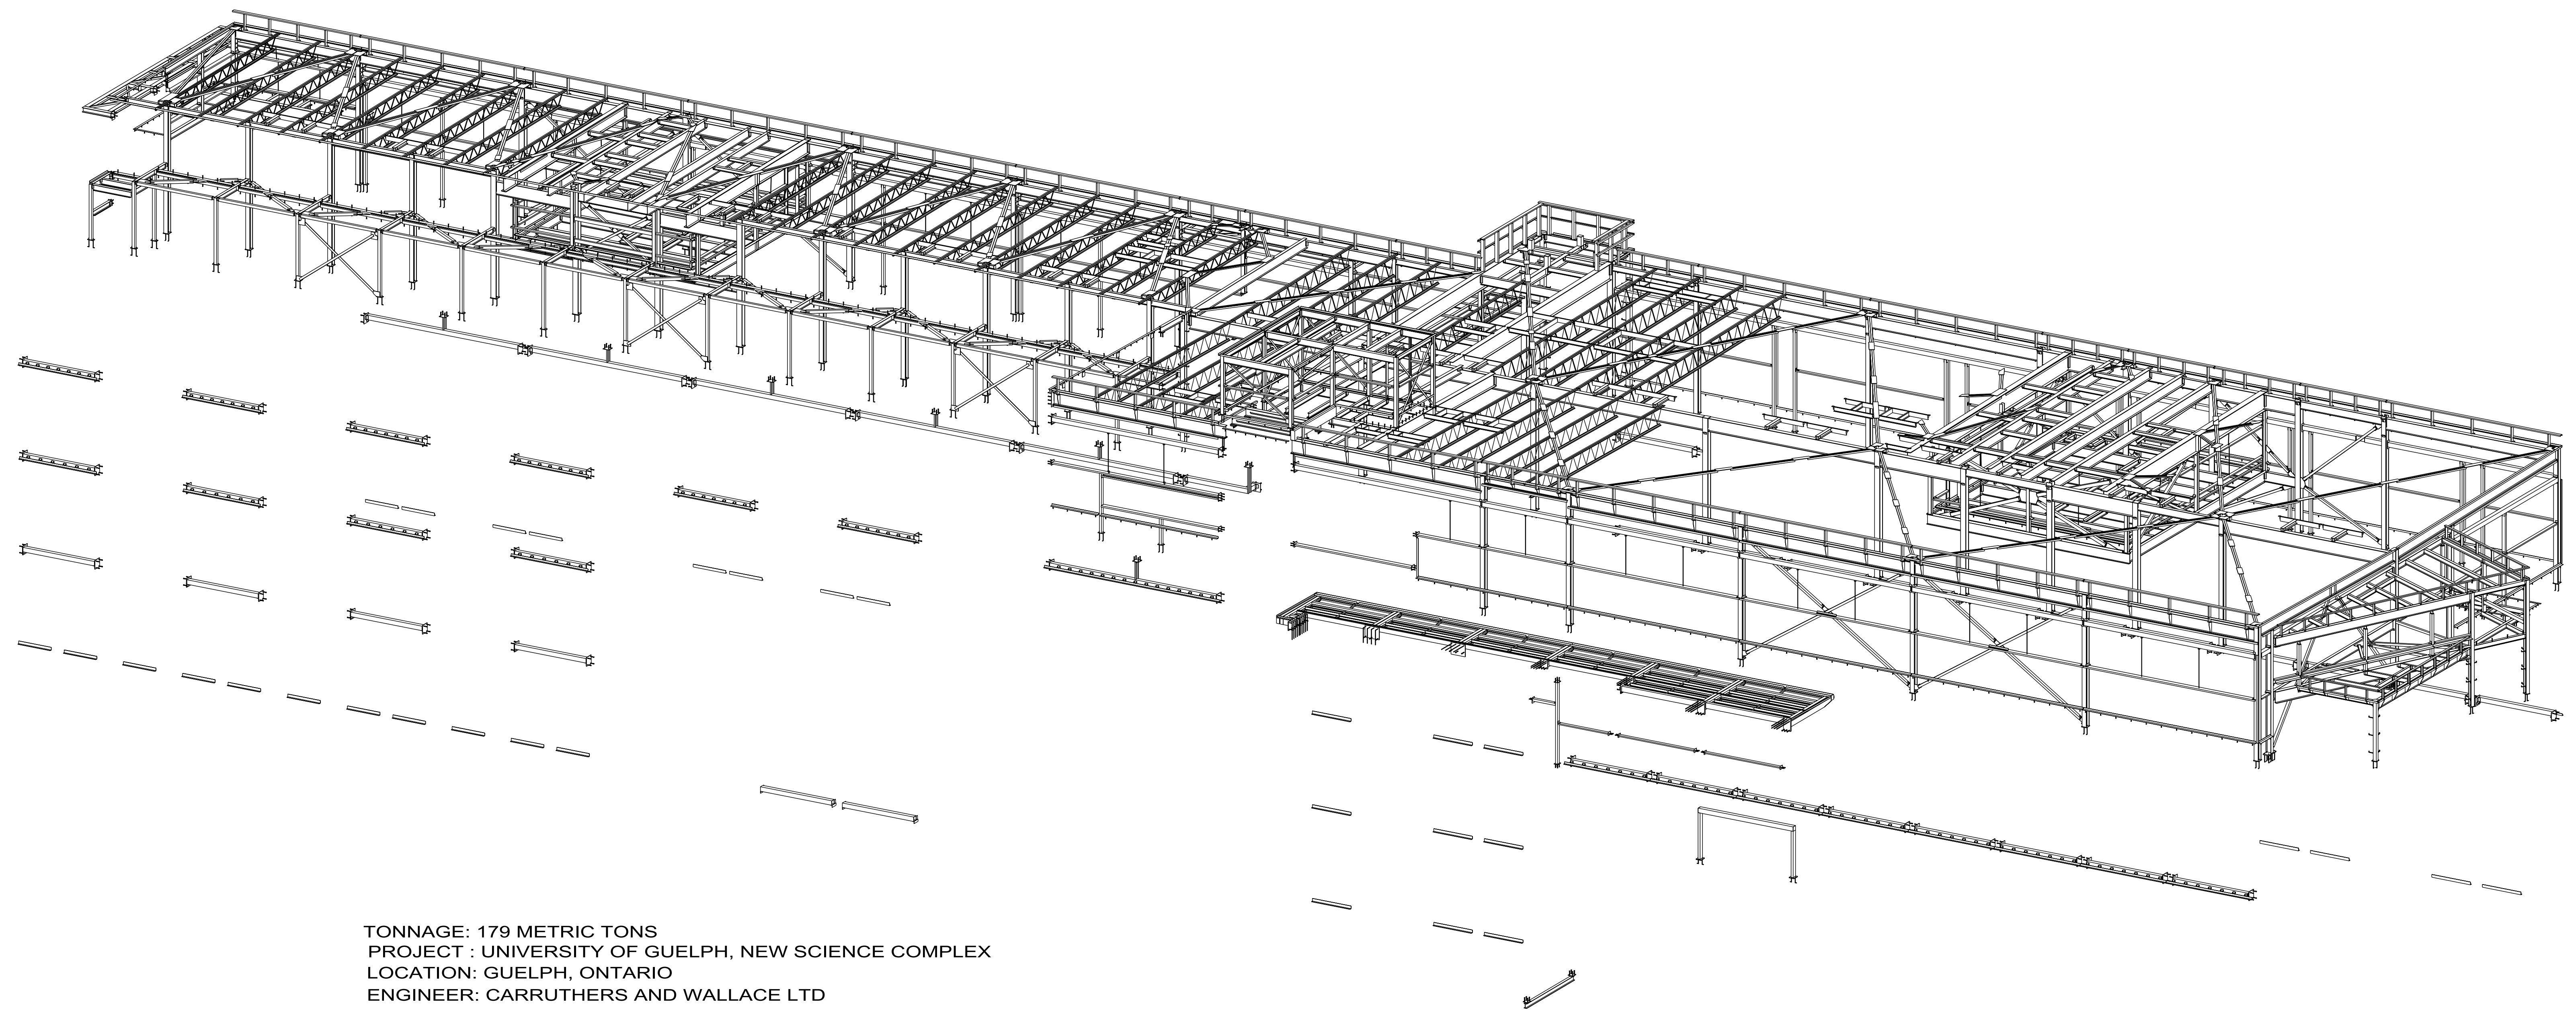 TONNAGE: 179 METRIC TONS
PROJECT : UNIVERSITY OF GUELPH, NEW SCIENCE COMPLEX
LOCATION: GUELPH, ONTARIO
ENGINEER: CARRUTHERS AND WALLACE LTD